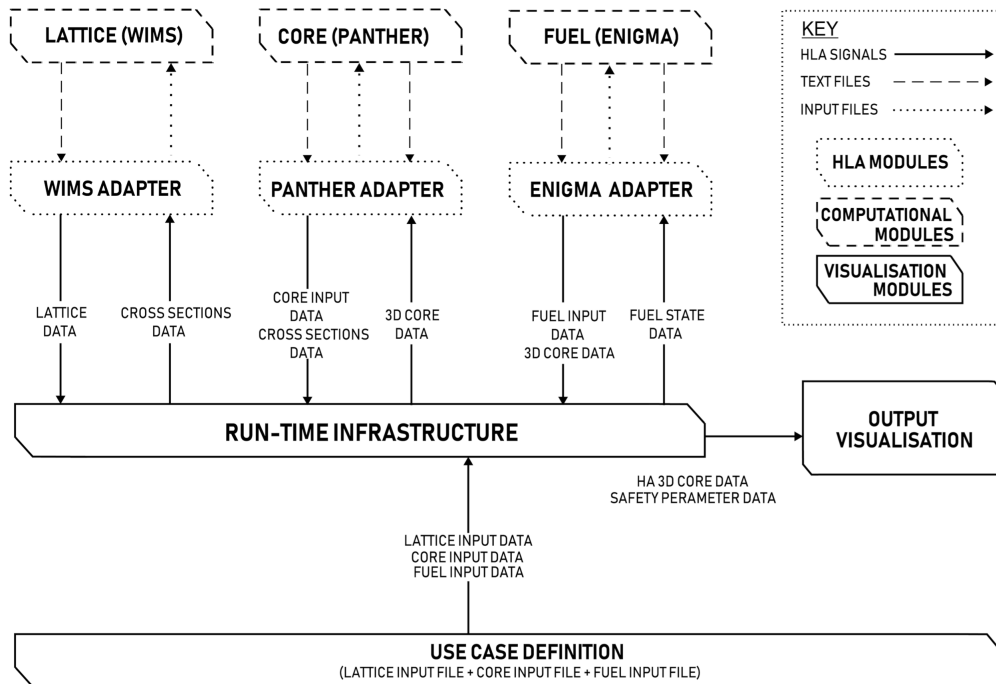 LATTICE (WIMS)
CORE (PANTHER)
FUEL (ENIGMA)
KEY
HLA SIGNALS
TEXT FILES
INPUT FILES
HLA MODULES
COMPUTATIONAL
MODULES
VISUALISATION
MODULES
WIMS ADAPTER
PANTHER ADAPTER
ENIGMA ADAPTER
LATTICE
DATA
CROSS SECTIONS
DATA
CORE INPUT
DATA
CROSS SECTIONS
DATA
3D CORE
DATA
FUEL INPUT
DATA
3D CORE DATA
FUEL STATE
DATA
RUN-TIME INFRASTRUCTURE
OUTPUT
VISUALISATION
HA 3D CORE DATA
SAFETY PERAMETER DATA
LATTICE INPUT DATA
CORE INPUT DATA
FUEL INPUT DATA
USE CASE DEFINITION
(LATTICE INPUT FILE + CORE INPUT FILE + FUEL INPUT FILE)